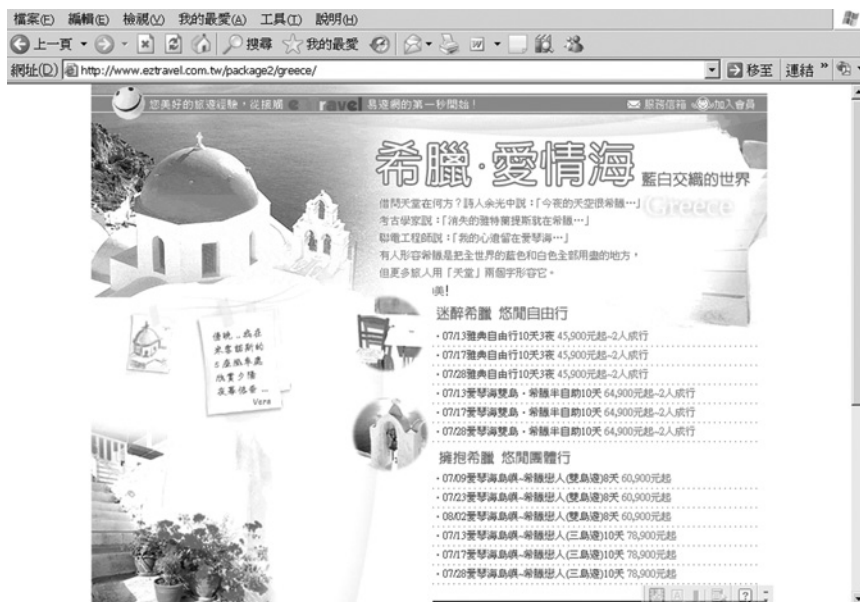 檔案(F) 編輯(E) 檢視(V) 我的最愛(A) 工具(T) 說明(H)
上一頁 搜尋 我的最愛
網址(D) http://www.eztravel.com.tw/package2/greece/ 移至 連結 »
您美好的旅遊經驗,從接觸 eztravel 易遊網的第一秒開始! 服務信箱 加入會員
希臘·愛情海 藍白交織的世界
Greece
借問天堂在何方?詩人余光中說:「今夜的天空很希臘…」
考古學家說:「消失的雅特蘭提斯就在希臘…」
聯電工程師說:「我的心遺留在愛琴海…」
有人形容希臘是把全世界的藍色和白色全部用盡的地方,
但更多旅人用「天堂」兩個字形容它。
美!
傍晚...我在
米客諾斯的
5座風車處
欣賞夕陽
夜幕低垂...
Vera
迷醉希臘 悠閒自由行
·07/13雅典自由行10天3夜 45,900元起~2人成行
·07/17雅典自由行10天3夜 45,900元起~2人成行
·07/28雅典自由行10天3夜 45,900元起~2人成行
·07/13愛琴海雙島·希臘半自助10天 64,900元起~2人成行
·07/17愛琴海雙島·希臘半自助10天 64,900元起~2人成行
·07/28愛琴海雙島·希臘半自助10天 64,900元起~2人成行
擁抱希臘 悠閒團體行
·07/09愛琴海島嶼~希臘戀人(雙島遊)8天 60,900元起
·07/23愛琴海島嶼~希臘戀人(雙島遊)8天 60,900元起
·08/02愛琴海島嶼~希臘戀人(雙島遊)8天 60,900元起
·07/13愛琴海島嶼~希臘戀人(三島遊)10天 78,900元起
·07/17愛琴海島嶼~希臘戀人(三島遊)10天 78,900元起
·07/28愛琴海島嶼~希臘戀人(三島遊)10天 78,900元起